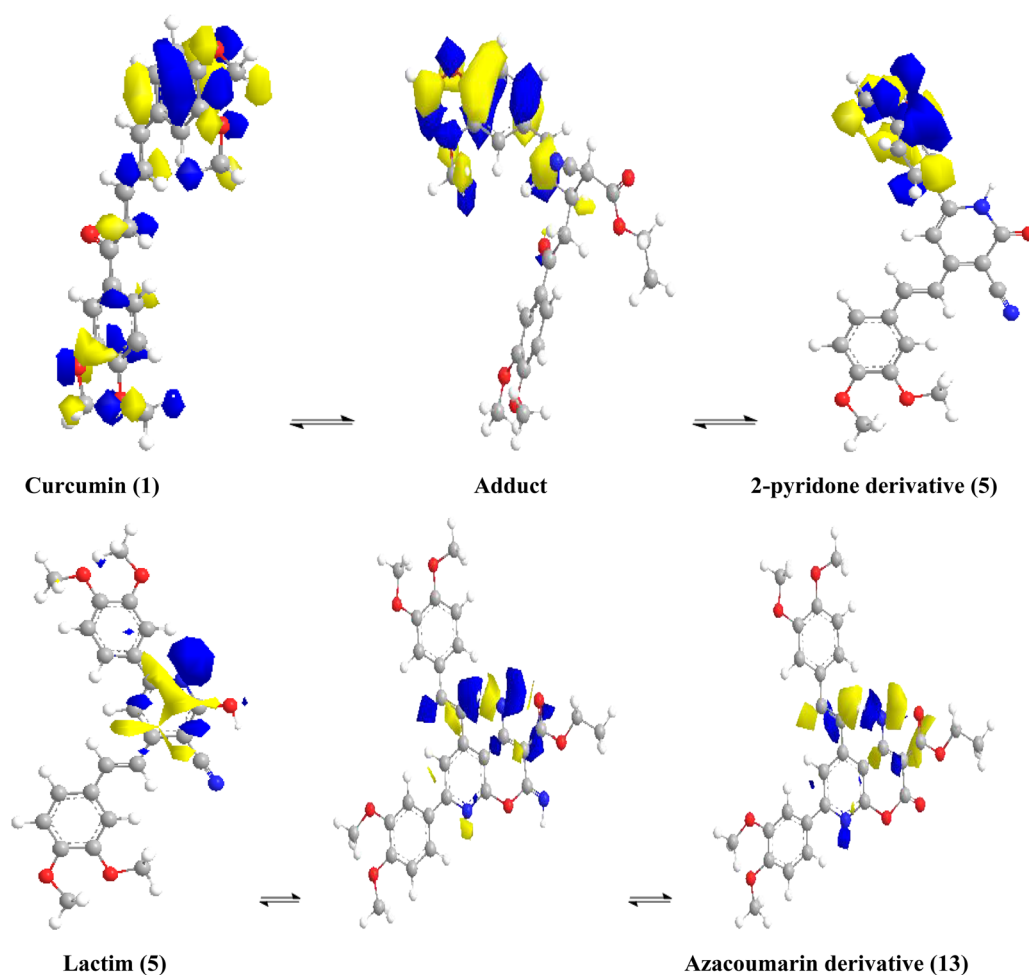 Curcumin (1)
Adduct
2-pyridone derivative (5)
Lactim (5)
Azacoumarin derivative (13)